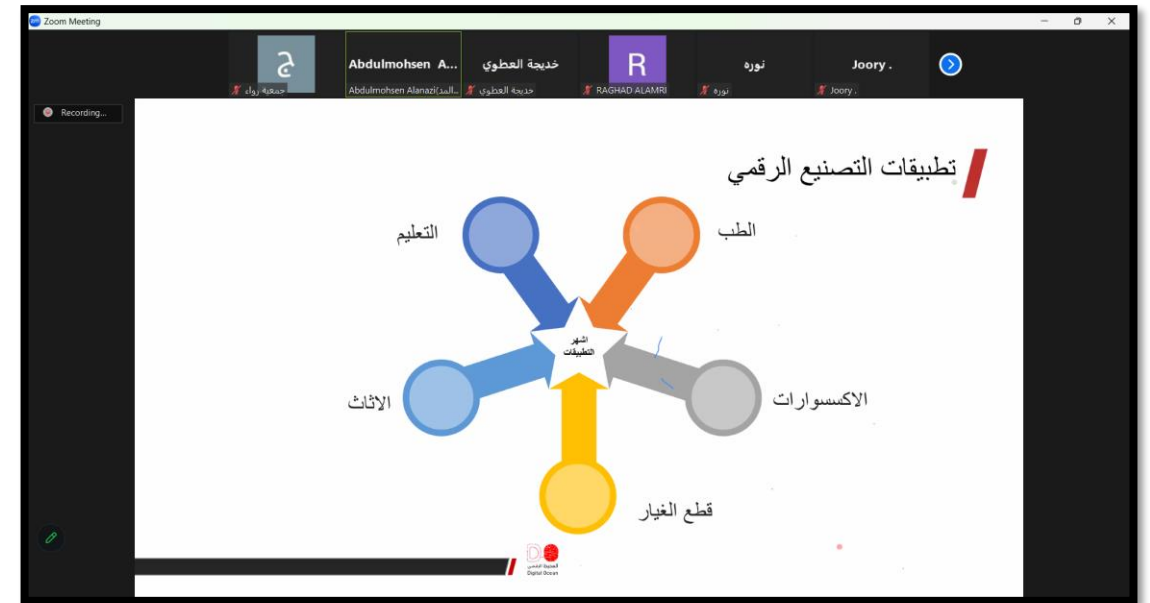 Zoom Meeting
ج
Abdulmohsen A...
خديجة العطوي
R
نوره
Joory .
جمعية رواء
Abdulmohsen Alanazi(المد...
خديجة العطوي
RAGHAD ALAMRI
نوره
Joory .
Recording...
تطبيقات التصنيع الرقمي
الطب
التعليم
اشهر
التطبيقات
الاكسسوارات
الاثاث
قطع الغيار
Digital Ocean